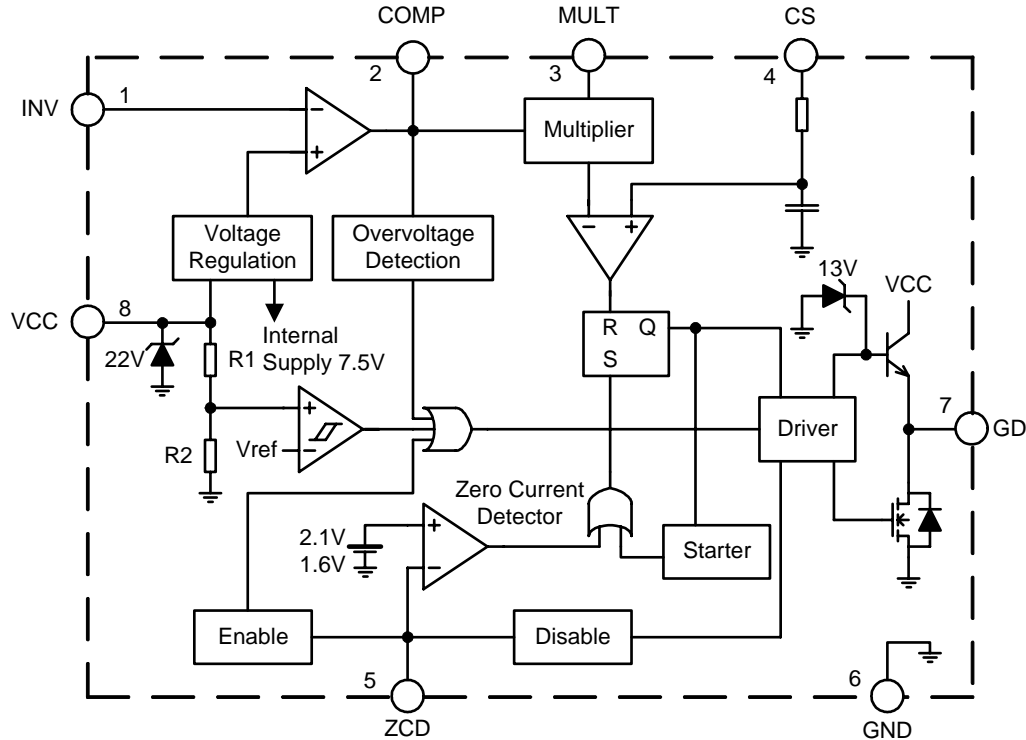 COMP
MULT
CS
2
3
4
INV
1
−
+
Multiplier
Voltage
Regulation
Overvoltage
Detection
−
+
13V
VCC
VCC
8
22V
R1
Internal
Supply 7.5V
R
Q
S
R2
+
Vref
−
Driver
7
GD
Zero Current
Detector
2.1V
1.6V
+
−
Starter
Enable
Disable
5
ZCD
6
GND